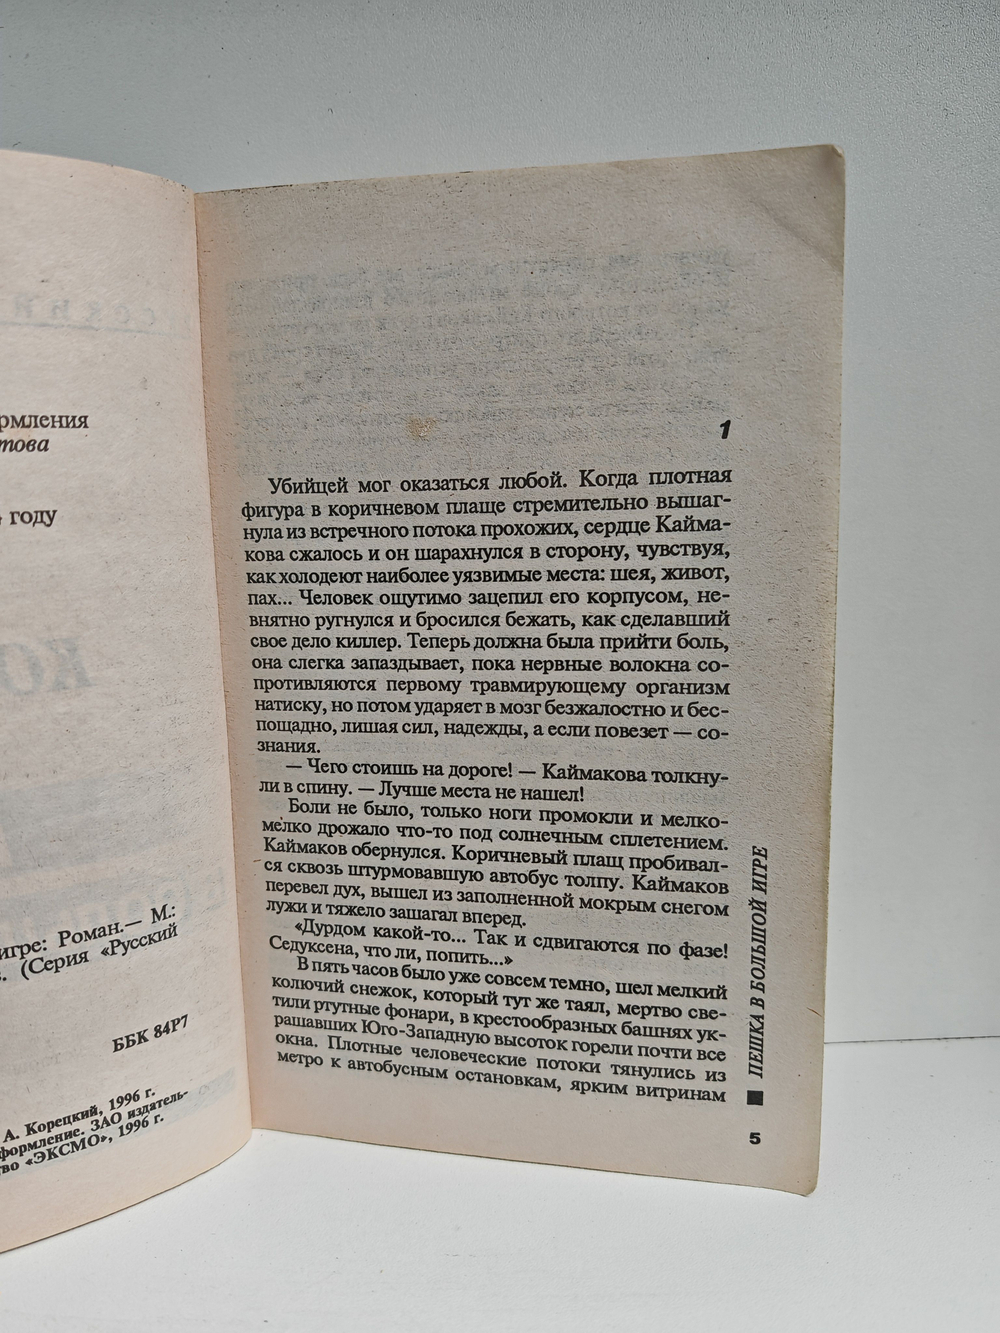 рмления
това
году
игре: Роман.— М.:
(Серия «Русский
ББК 84Р7
А. Корецкий, 1996 г.
формление. ЗАО издатель-
тво «ЭКСМО», 1996 г.
1
Убийцей мог оказаться любой. Когда плотная
фигура в коричневом плаще стремительно вышаг-
нула из встречного потока прохожих, сердце Кайма-
кова сжалось и он шарахнулся в сторону, чувствуя,
как холодеют наиболее уязвимые места: шея, живот,
пах... Человек ощутимо зацепил его корпусом, не-
внятно ругнулся и бросился бежать, как сделавший
свое дело киллер. Теперь должна была прийти боль,
она слегка запаздывает, пока нервные волокна со-
противляются первому травмирующему организм
натиску, но потом ударяет в мозг безжалостно и бес-
пощадно, лишая сил, надежды, а если повезет — со-
знания.
— Чего стоишь на дороге! — Каймакова толкну-
ли в спину. — Лучше места не нашел!
Боли не было, только ноги промокли и мелко-
мелко дрожало что-то под солнечным сплетением.
Каймаков обернулся. Коричневый плащ пробивал-
ся сквозь штурмовавшую автобус толпу. Каймаков
перевел дух, вышел из заполненной мокрым снегом
лужи и тяжело зашагал вперед.
«Дурдом какой-то... Так и сдвигаются по фазе!
Седуксена, что ли, попить...»
В пять часов было уже совсем темно, шел мелкий
колючий снежок, который тут же таял, мертво све-
тили ртутные фонари, в крестообразных башнях ук-
рашавших Юго-Западную высоток горели почти все
окна. Плотные человеческие потоки тянулись из
метро к автобусным остановкам, ярким витринам
ПЕШКА В БОЛЬШОЙ ИГРЕ
5